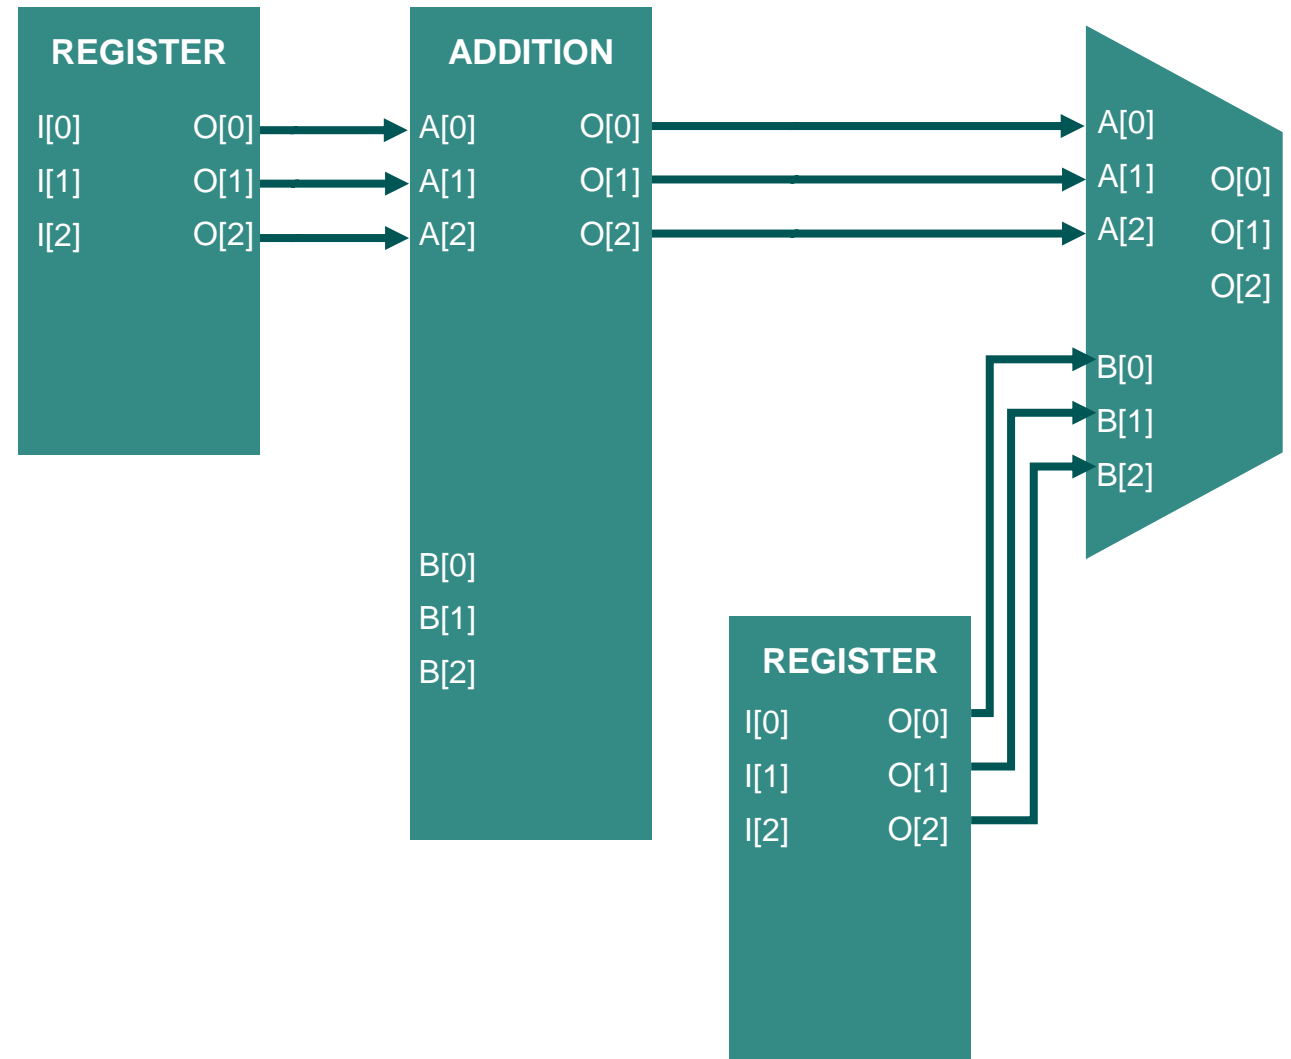 REGISTER
I[0] O[0]
I[1] O[1]
I[2] O[2]
ADDITION
A[0] O[0]
A[1] O[1]
A[2] O[2]
B[0]
B[1]
B[2]
A[0]
A[1] O[0]
A[2] O[1]
O[2]
B[0]
B[1]
B[2]
REGISTER
I[0] O[0]
I[1] O[1]
I[2] O[2]